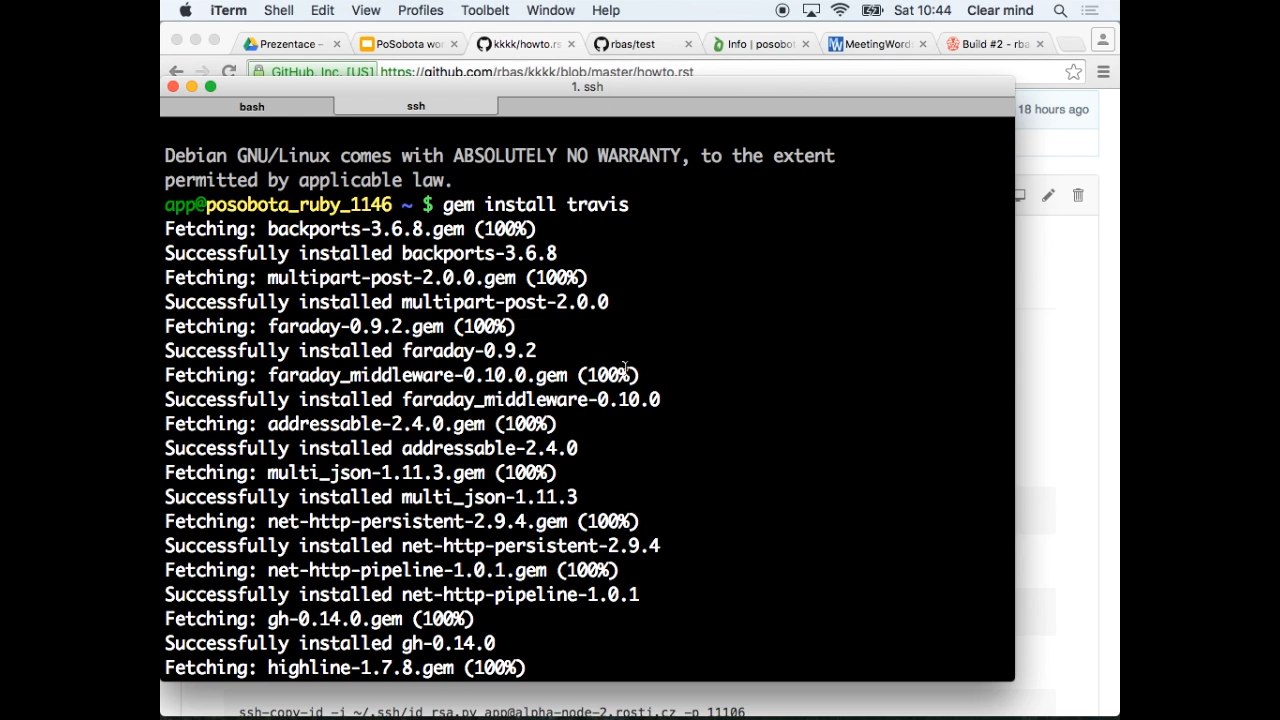 iTerm Shell Edit View Profiles Toolbelt Window Help Sat 10:44 Clear mind
Prezentace – PoSobota wor kkkk/howto.rs rbas/test Info | posobot MeetingWord Build #2 - rba
GitHub, Inc. [US] https://github.com/rbas/kkkk/blob/master/howto.rst
1. ssh
bash ssh
18 hours ago
Debian GNU/Linux comes with ABSOLUTELY NO WARRANTY, to the extent
permitted by applicable law.
app@posobota_ruby_1146 ~ $ gem install travis
Fetching: backports-3.6.8.gem (100%)
Successfully installed backports-3.6.8
Fetching: multipart-post-2.0.0.gem (100%)
Successfully installed multipart-post-2.0.0
Fetching: faraday-0.9.2.gem (100%)
Successfully installed faraday-0.9.2
Fetching: faraday_middleware-0.10.0.gem (100%)
Successfully installed faraday_middleware-0.10.0
Fetching: addressable-2.4.0.gem (100%)
Successfully installed addressable-2.4.0
Fetching: multi_json-1.11.3.gem (100%)
Successfully installed multi_json-1.11.3
Fetching: net-http-persistent-2.9.4.gem (100%)
Successfully installed net-http-persistent-2.9.4
Fetching: net-http-pipeline-1.0.1.gem (100%)
Successfully installed net-http-pipeline-1.0.1
Fetching: gh-0.14.0.gem (100%)
Successfully installed gh-0.14.0
Fetching: highline-1.7.8.gem (100%)
ssh-copy-id -i ~/.ssh/id_rsa.py app@alpha-node-2.rosti.cz -p 11106